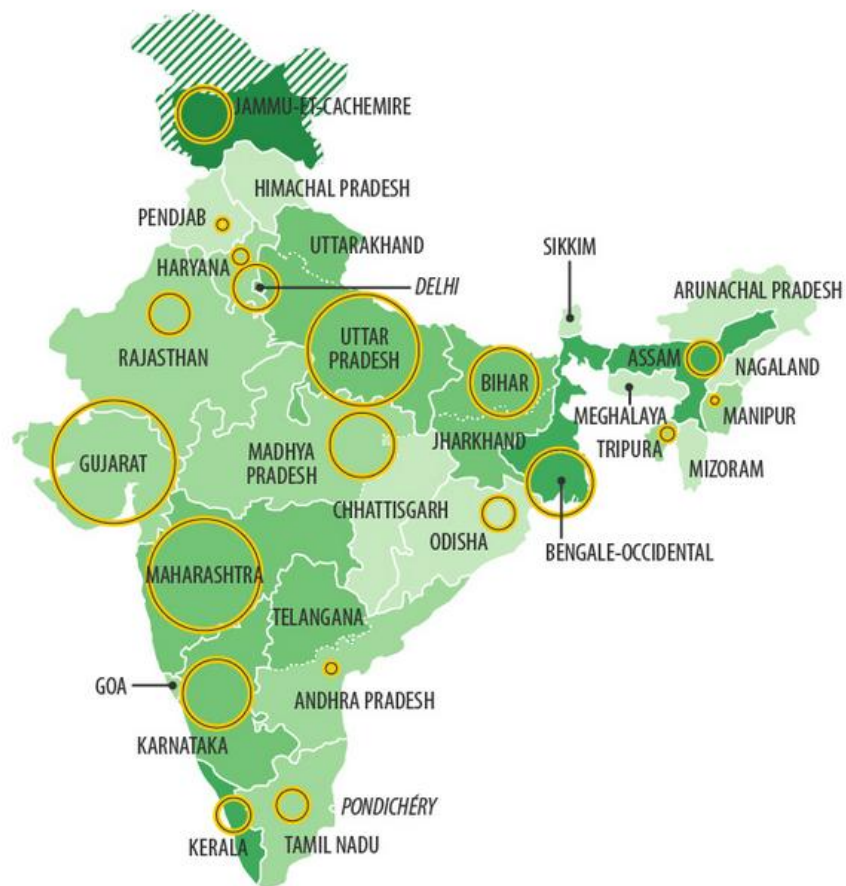 JAMMU-ET-CACHEMIRE
HIMACHAL PRADESH
PENDJAB
UTTARAKHAND
SIKKIM
HARYANA
DELHI
ARUNACHAL PRADESH
RAJASTHAN
UTTAR
PRADESH
ASSAM
NAGALAND
BIHAR
MEGHALAYA
MANIPUR
GUJARAT
MADHYA
PRADESH
JHARKHAND
TRIPURA
MIZORAM
CHHATTISGARH
ODISHA
BENGALE-OCCIDENTAL
MAHARASHTRA
TELANGANA
GOA
ANDHRA PRADESH
KARNATAKA
PONDICHÉRY
KERALA
TAMIL NADU